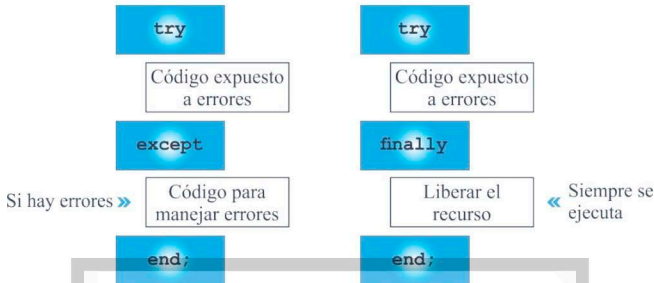 try
Código expuesto
a errores
except
Si hay errores »
Código para
manejar errores
end;
try
Código expuesto
a errores
finally
Liberar el
recurso
« Siempre se
ejecuta
end;